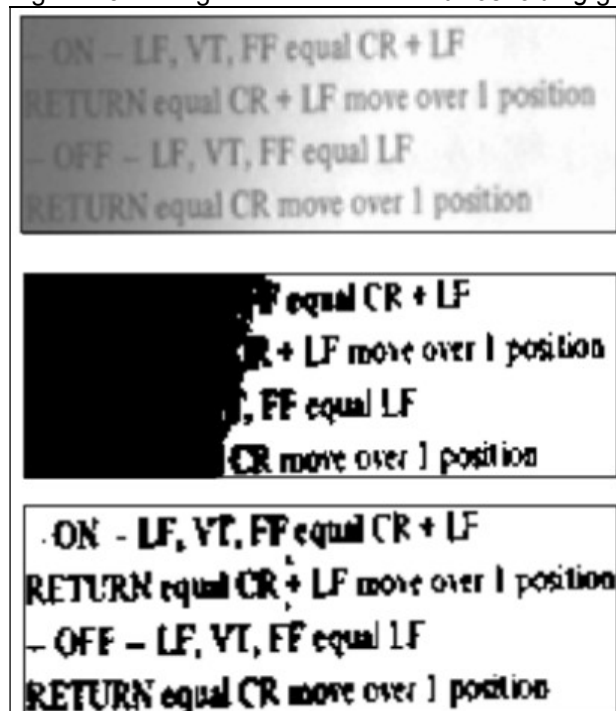 – ON – LF, VT, FF equal CR + LF
RETURN equal CR + LF move over 1 position
– OFF – LF, VT, FF equal LF
RETURN equal CR move over 1 position
equal CR + LF
+ LF move over 1 position
FF equal LF
CR move over 1 position
- ON - LF, VT, FF equal CR + LF
RETURN equal CR + LF move over 1 position
– OFF – LF, VT, FF equal LF
RETURN equal CR move over 1 position